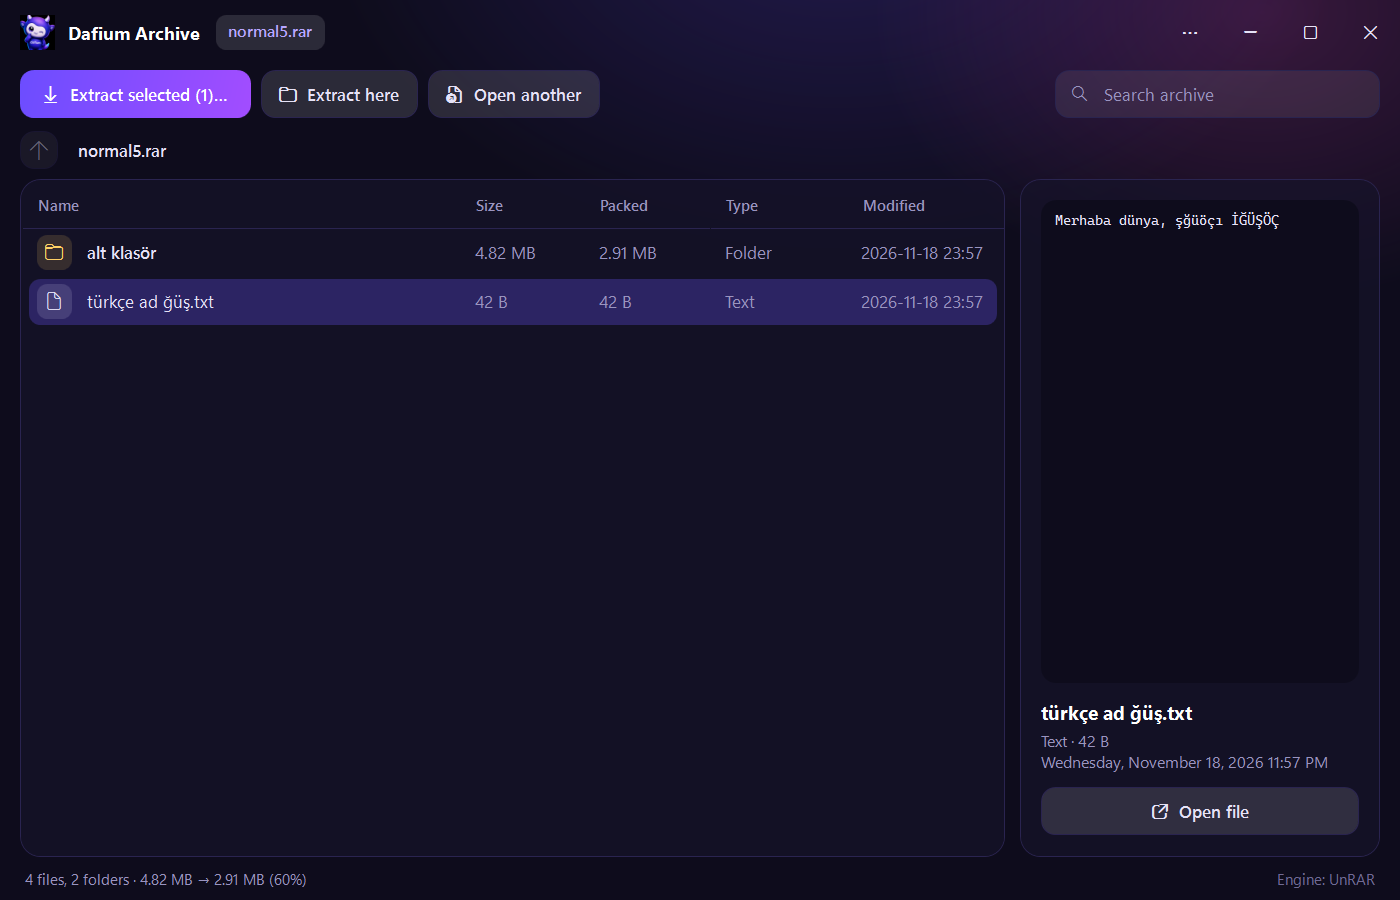 Dafium Archive normal5.rar
Extract selected (1)... Extract here Open another Search archive
normal5.rar
Name Size Packed Type Modified
alt klasör 4.82 MB 2.91 MB Folder 2026-11-18 23:57
türkçe ad ğüş.txt 42 B 42 B Text 2026-11-18 23:57
Merhaba dünya, şğüöçı İĞÜŞÖÇ
türkçe ad ğüş.txt
Text · 42 B
Wednesday, November 18, 2026 11:57 PM
Open file
4 files, 2 folders · 4.82 MB → 2.91 MB (60%) Engine: UnRAR